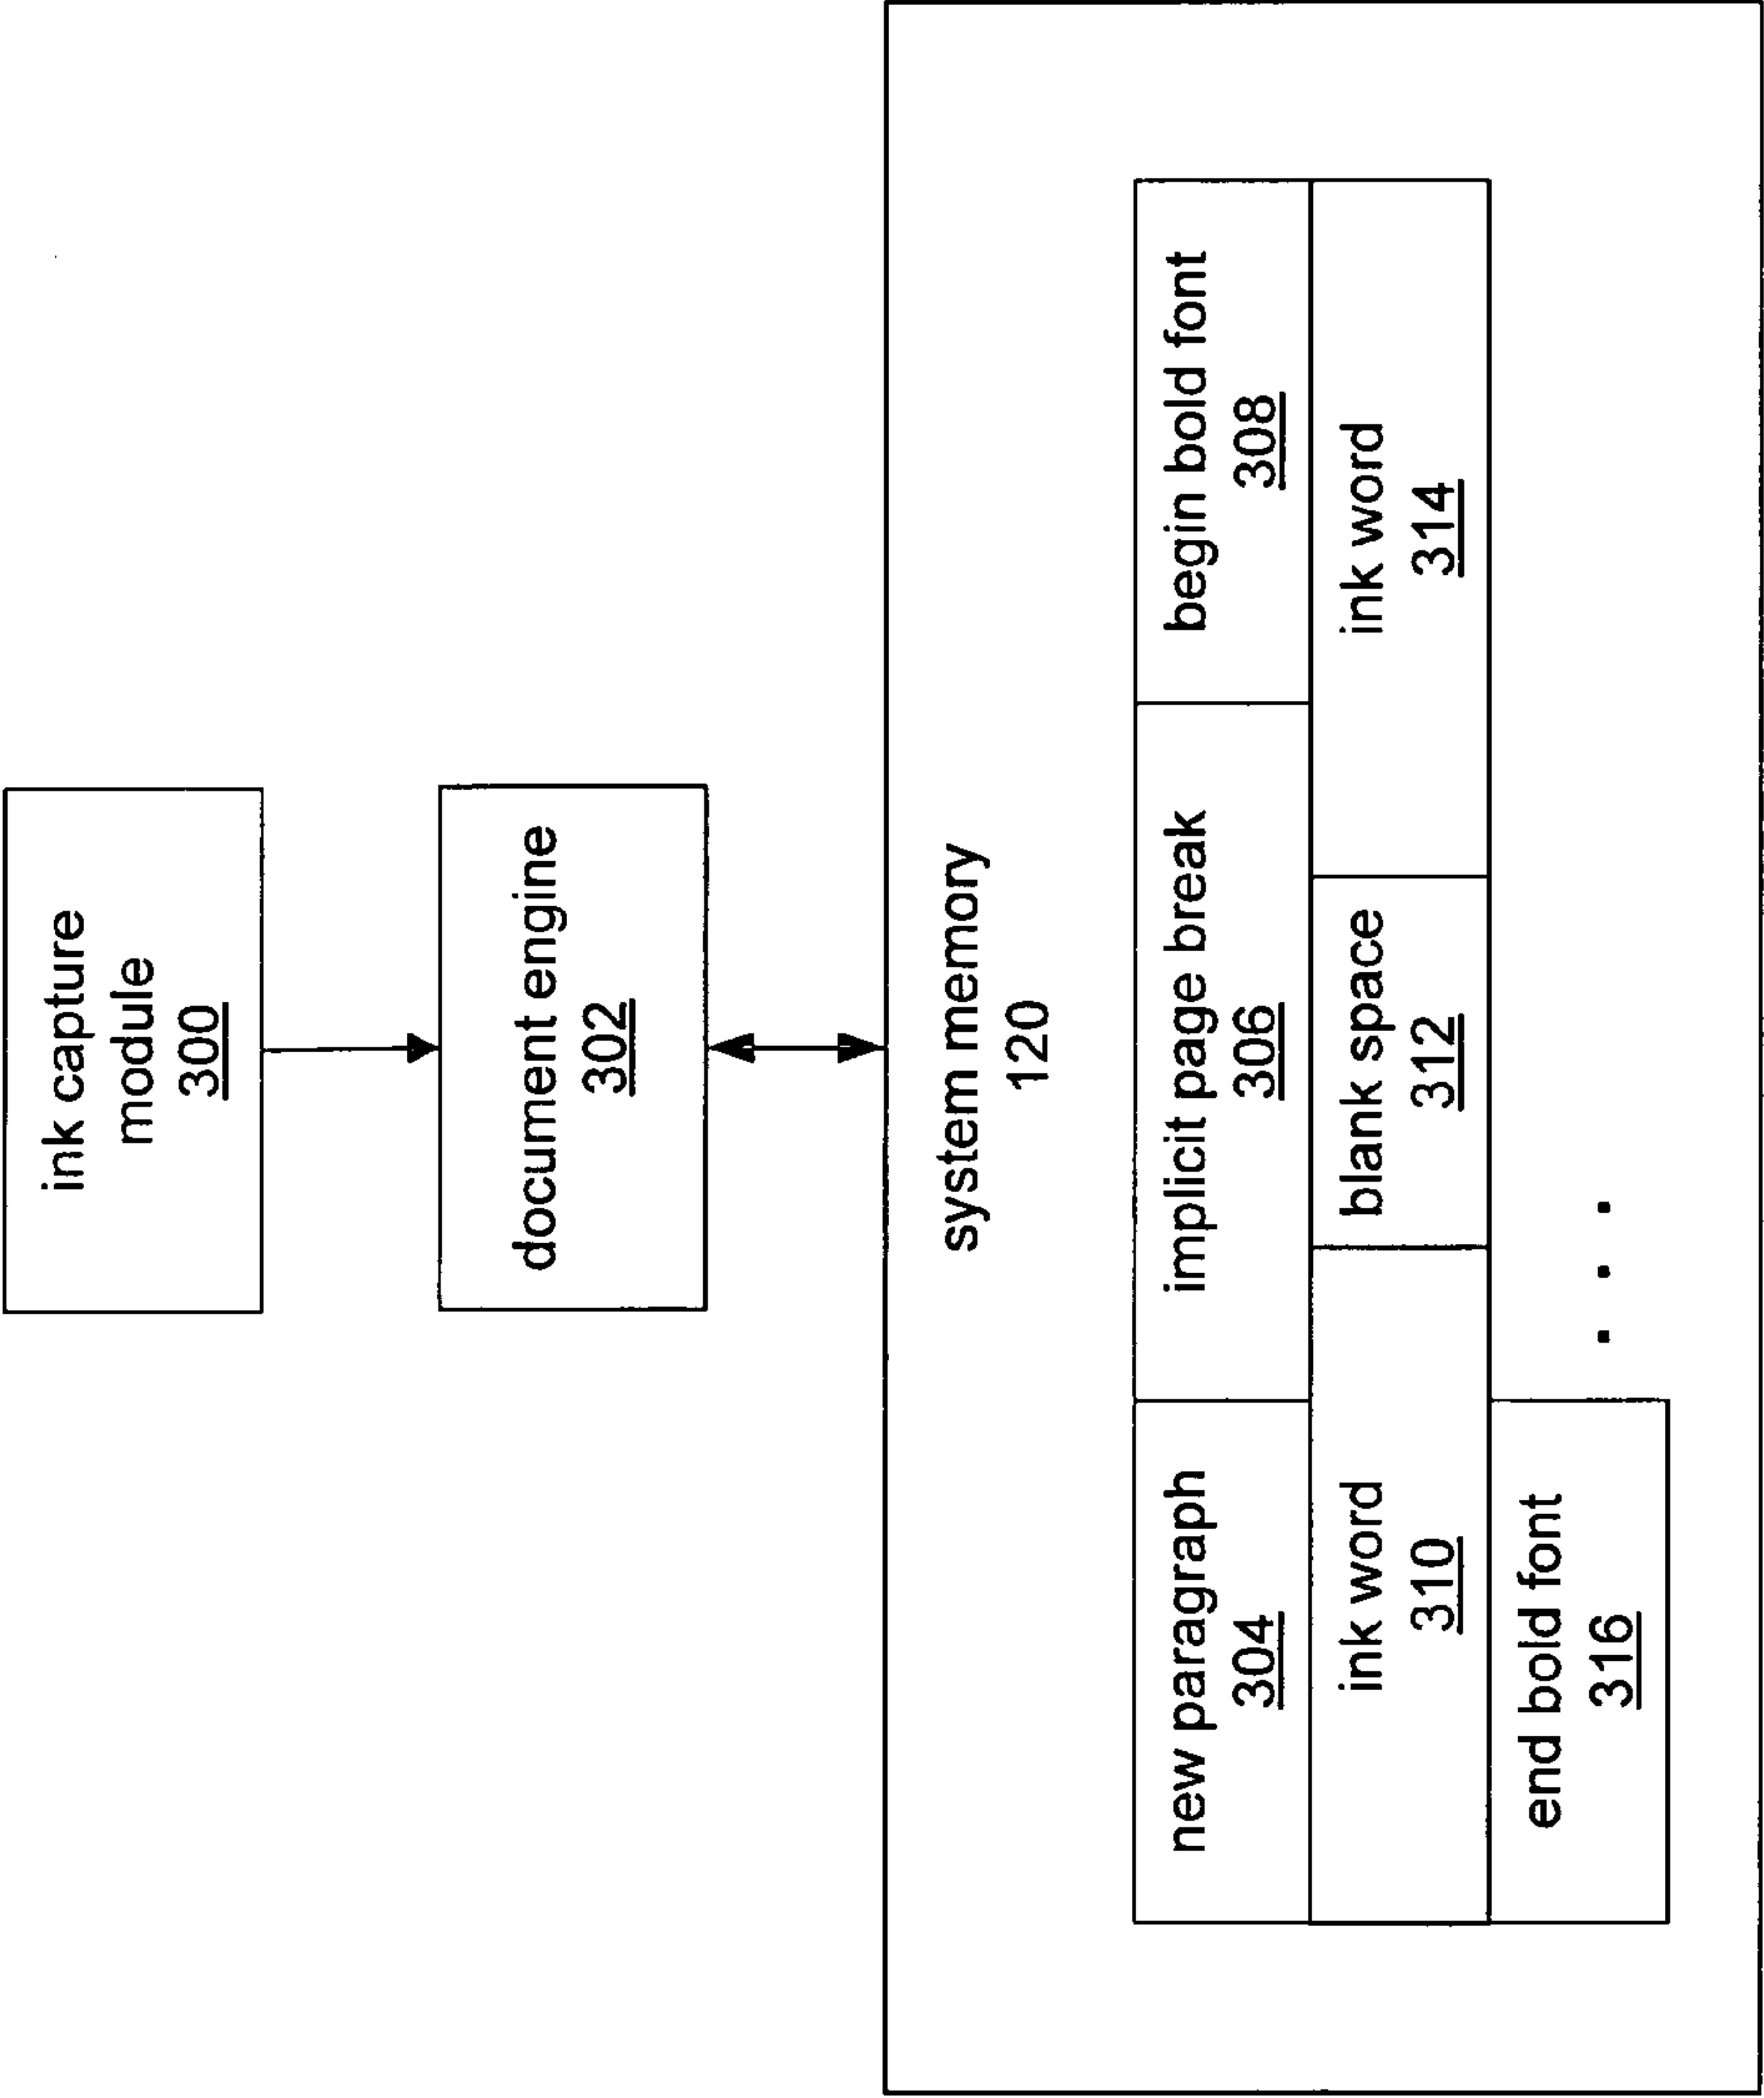 ink capture
module
300
document engine
302
system memory
120
new paragraph
304
implicit page break
306
begin bold font
308
ink word
310
blank space
312
ink word
314
end bold font
316
. . .